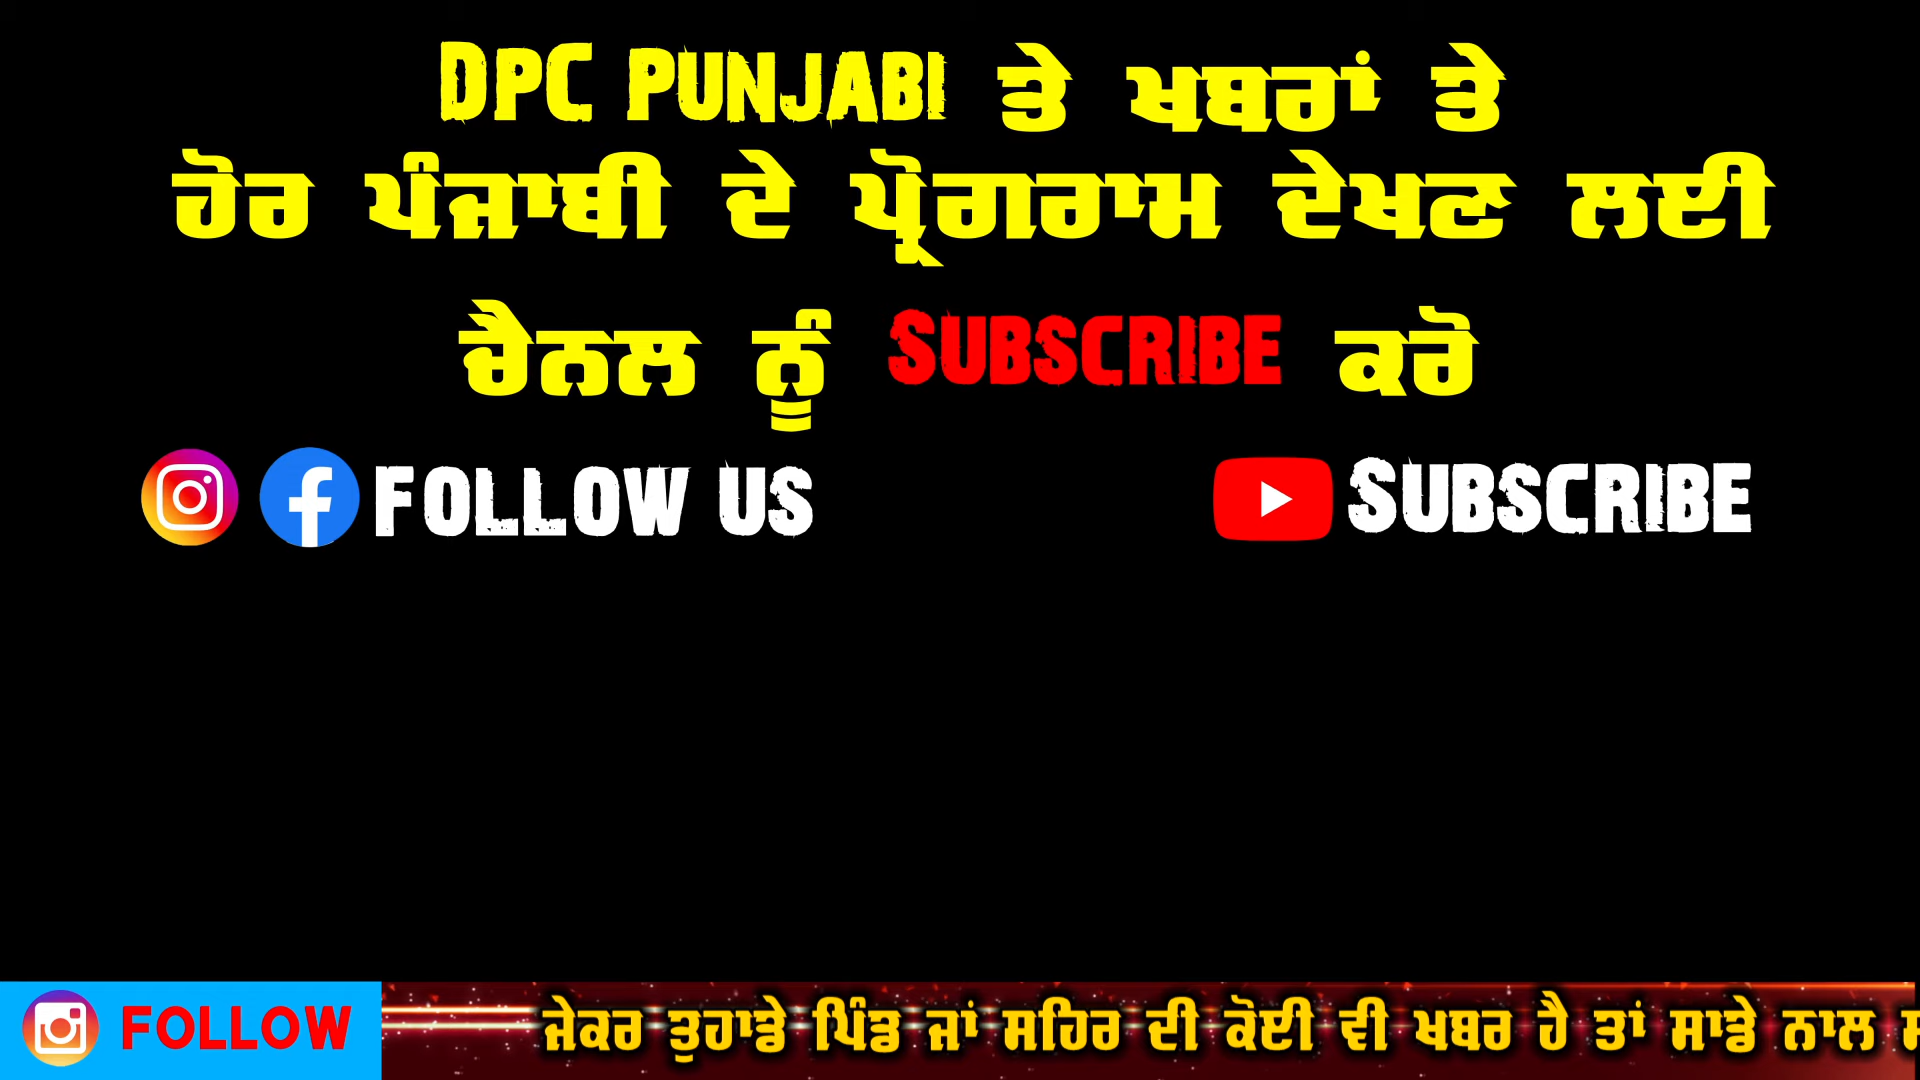 DPC PUNJABI ਤੇ ਖਬਰਾਂ ਤੇ
ਹੋਰ ਪੰਜਾਬੀ ਦੇ ਪ੍ਰੋਗਰਾਮ ਦੇਖਣ ਲਈ
ਚੈਨਲ ਨੂੰ SUBSCRIBE ਕਰੋ
FOLLOW US
SUBSCRIBE
FOLLOW
ਜੇਕਰ ਤੁਹਾਡੇ ਪਿੰਡ ਜਾਂ ਸਹਿਰ ਦੀ ਕੋਈ ਵੀ ਖਬਰ ਹੈ ਤਾਂ ਸਾਡੇ ਨਾਲ